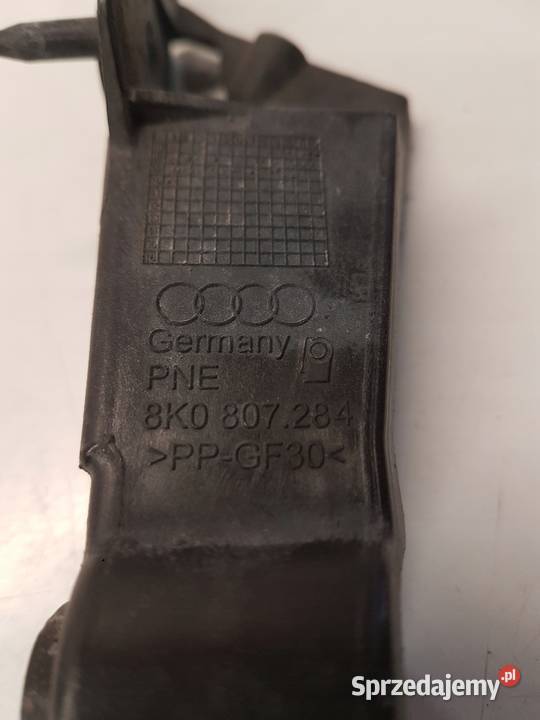 Germany
PNE
8K0 807.284
>PP-GF30<
Sprzedajemy.pl